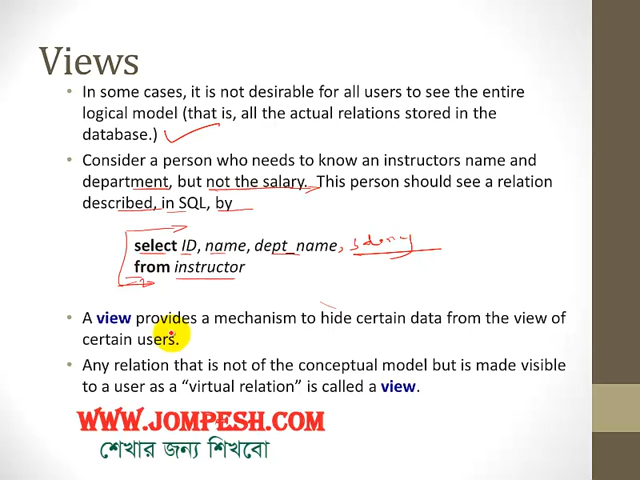 Views
• In some cases, it is not desirable for all users to see the entire
logical model (that is, all the actual relations stored in the
database.)
• Consider a person who needs to know an instructors name and
department, but not the salary. This person should see a relation
described, in SQL, by
select ID, name, dept_name, salary
from instructor
• A view provides a mechanism to hide certain data from the view of
certain users.
• Any relation that is not of the conceptual model but is made visible
to a user as a “virtual relation” is called a view.
WWW.JOMPESH.COM
শেখার জন্য শিখবো